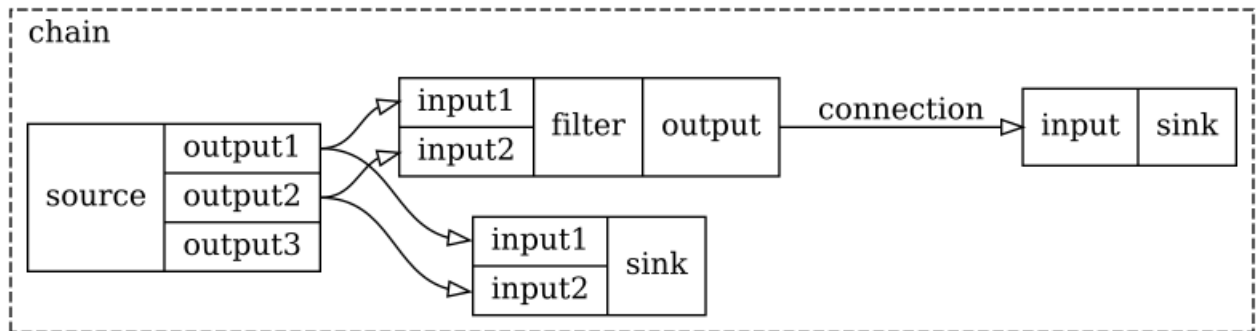 chain
source
output1
output2
output3
input1
input2
filter
output
connection
input
sink
input1
input2
sink